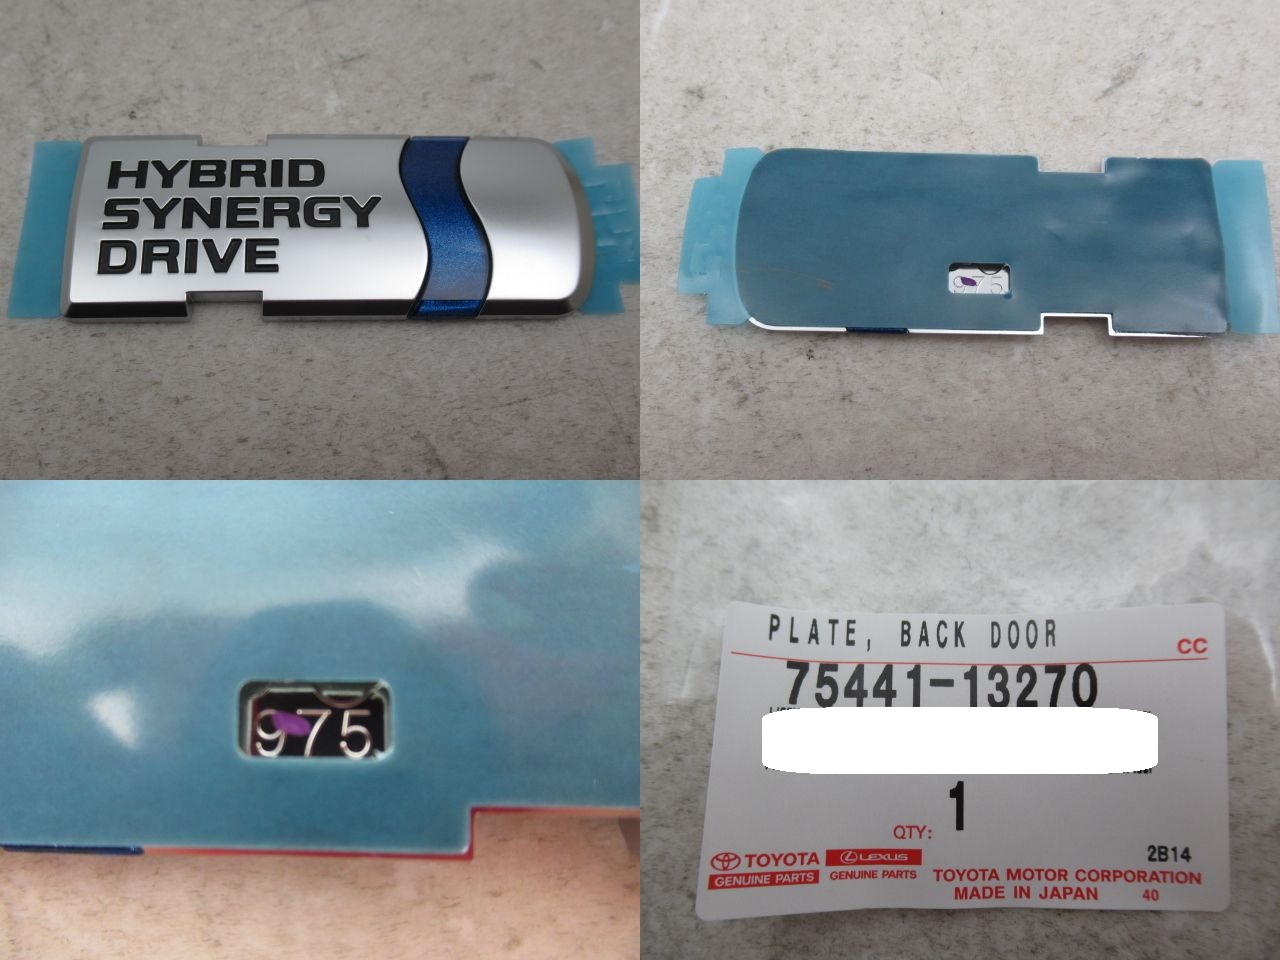 HYBRID
SYNERGY
DRIVE
975
975
PLATE, BACK DOOR
CC
75441-13270
1
QTY:
2B14
TOYOTA
GENUINE PARTS
LEXUS
GENUINE PARTS
TOYOTA MOTOR CORPORATION
MADE IN JAPAN
40